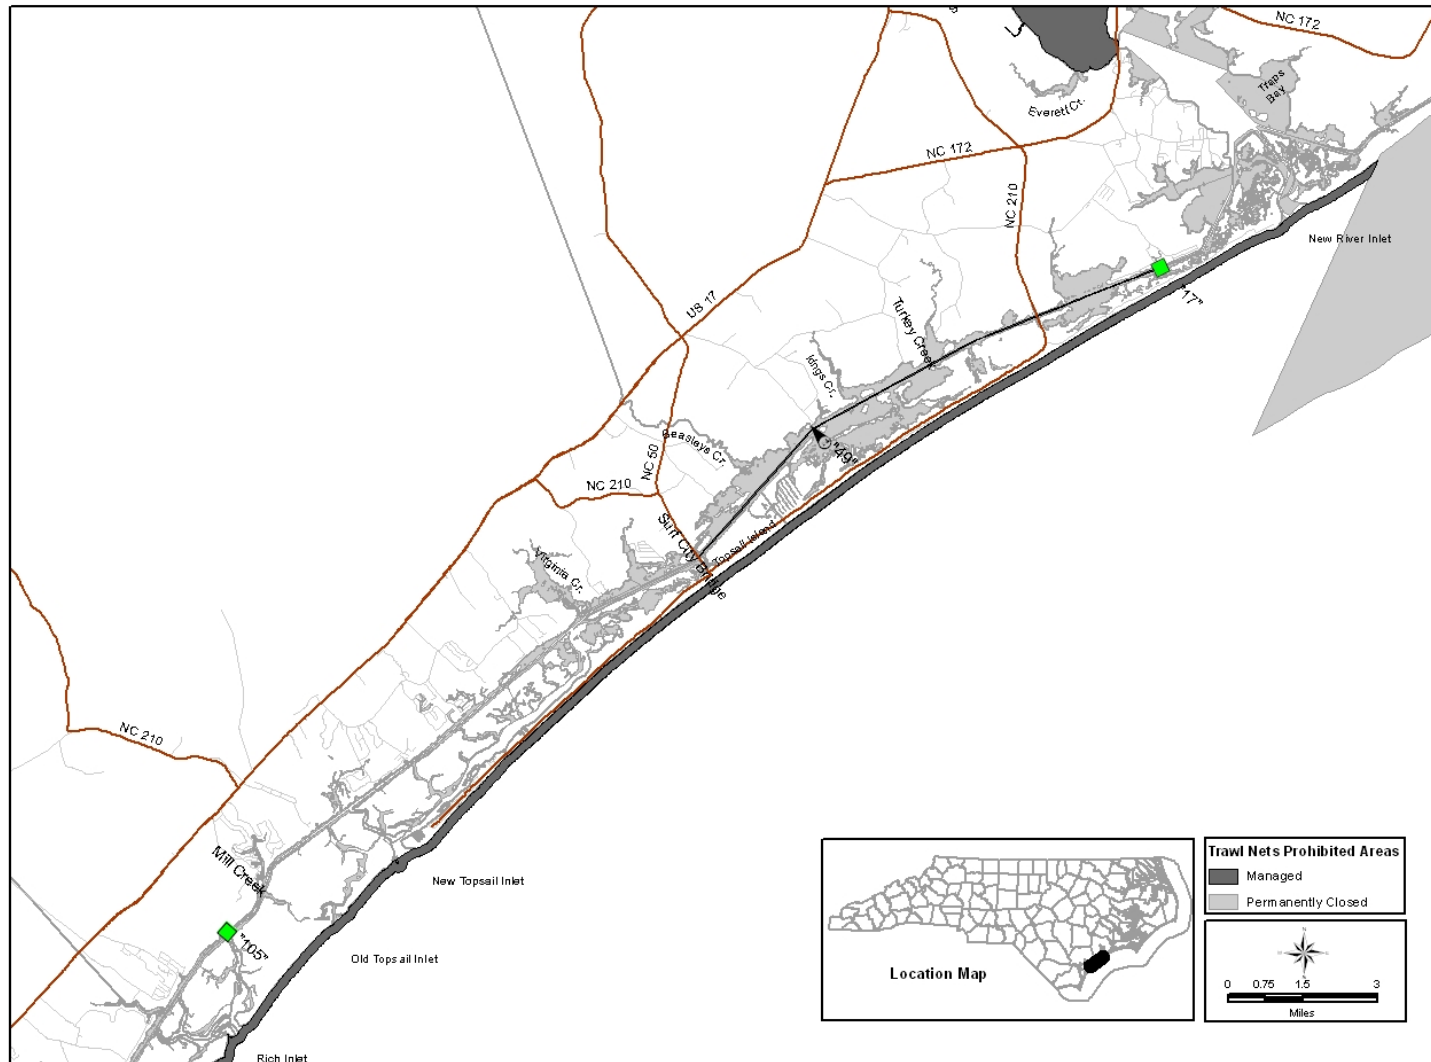 NC 172
Traps
Bay
Everett Cr.
NC 172
NC 210
New River Inlet
"17"
US 17
Turkey Creek
Kings Cr.
"49"
Beasleys Cr.
NC 50
NC 210
Surf City Bridge
Topsail Island
Virginia Cr.
NC 210
Mill Creek
New Topsail Inlet
"105"
Old Topsail Inlet
Rich Inlet
Location Map
Trawl Nets Prohibited Areas
Managed
Permanently Closed
N
0 0.75 1.5 3
Miles